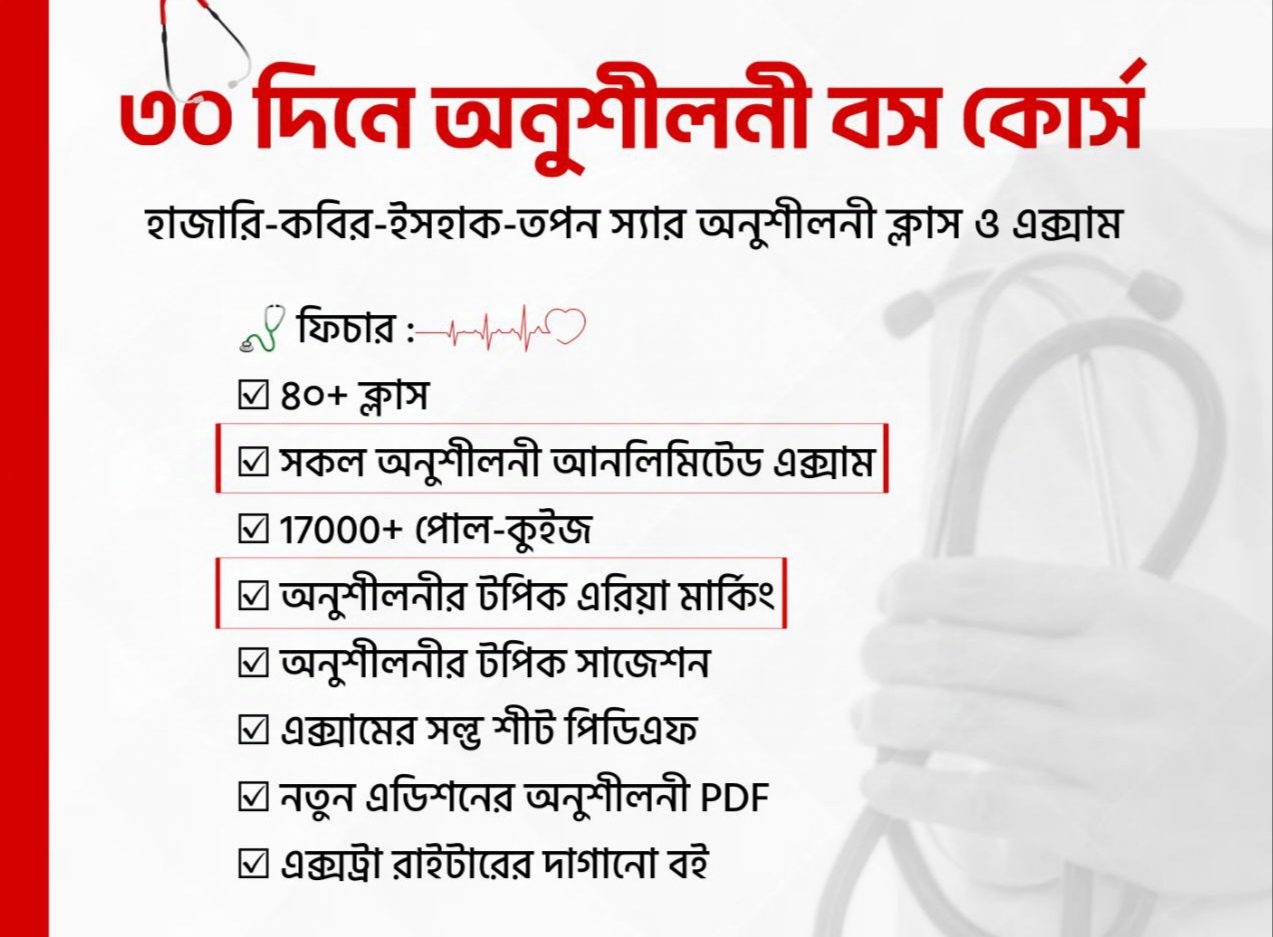 ৩০ দিনে অনুশীলনী বস কোর্স
হাজারি-কবির-ইসহাক-তপন স্যার অনুশীলনী ক্লাস ও এক্সাম
ফিচার :
☑ ৪০+ ক্লাস
☑ সকল অনুশীলনী আনলিমিটেড এক্সাম
☑ 17000+ পোল-কুইজ
☑ অনুশীলনীর টপিক এরিয়া মার্কিং
☑ অনুশীলনীর টপিক সাজেশন
☑ এক্সামের সল্ভ শীট পিডিএফ
☑ নতুন এডিশনের অনুশীলনী PDF
☑ এক্সট্রা রাইটারের দাগানো বই